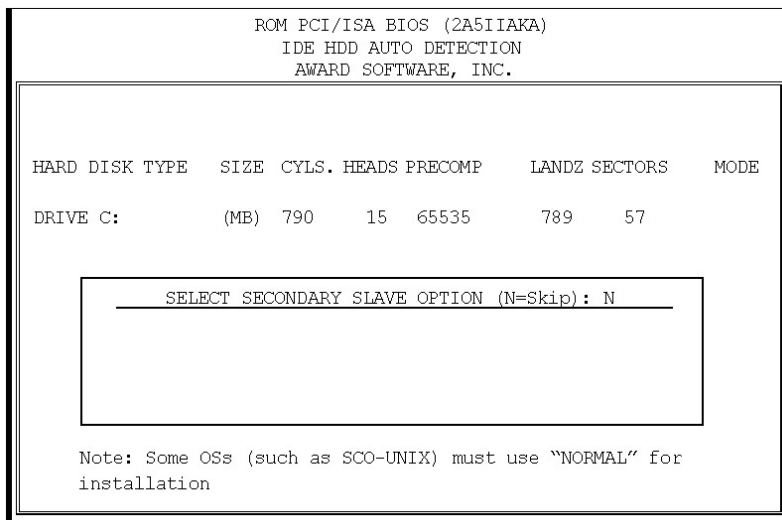 ROM PCI/ISA BIOS (2A5IIAKA)
IDE HDD AUTO DETECTION
AWARD SOFTWARE, INC.
HARD DISK TYPE SIZE CYLS. HEADS PRECOMP LANDZ SECTORS MODE
DRIVE C: (MB) 790 15 65535 789 57
SELECT SECONDARY SLAVE OPTION (N=Skip): N
Note: Some OSs (such as SCO-UNIX) must use “NORMAL” for
installation